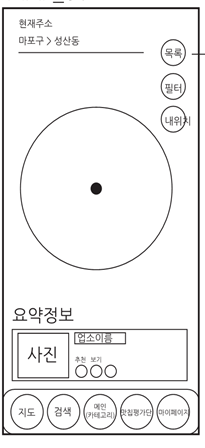 현재주소
마포구 > 성산동
목록
필터
내위치
요약정보
사진
업소이름
추천 보기
지도
검색
메인
(카테고리)
맛집평가단
마이페이지